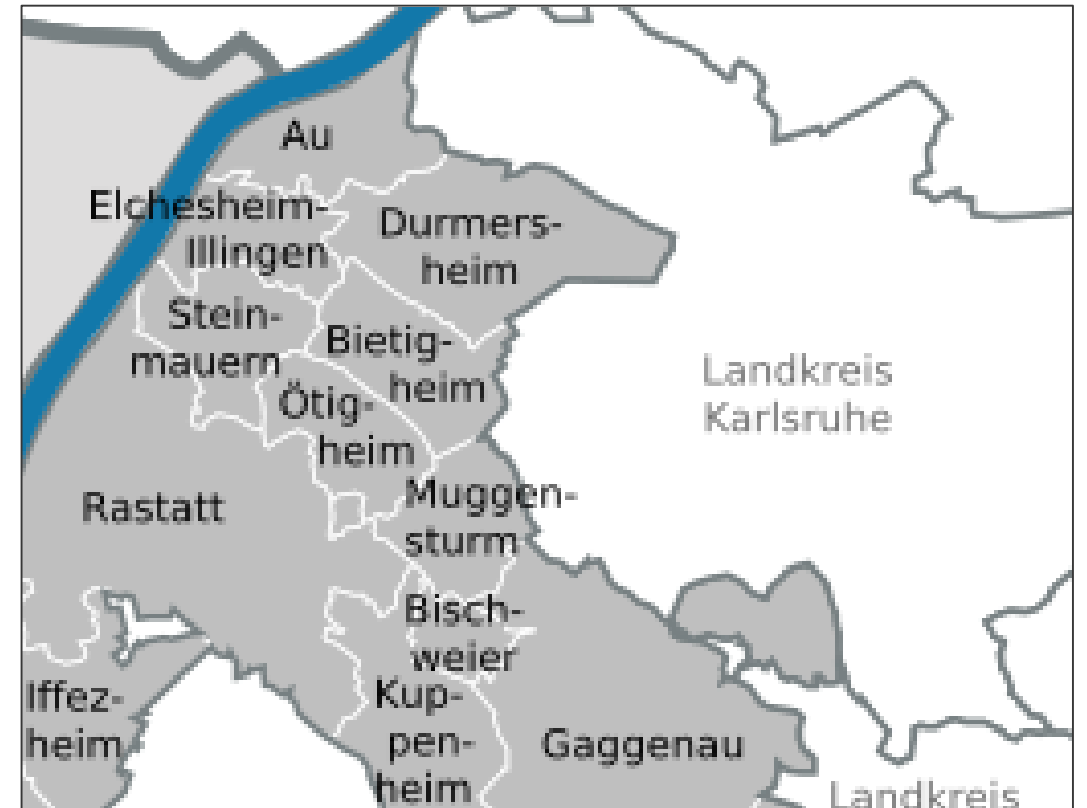 Au
Elchesheim-
Illingen
Durmers-
heim
Stein-
mauern
Bietig-
heim
Landkreis
Karlsruhe
Ötig-
heim
Rastatt
Muggen-
sturm
Bisch-
weier
Iffez-
heim
Kup-
pen-
heim
Gaggenau
Landkreis